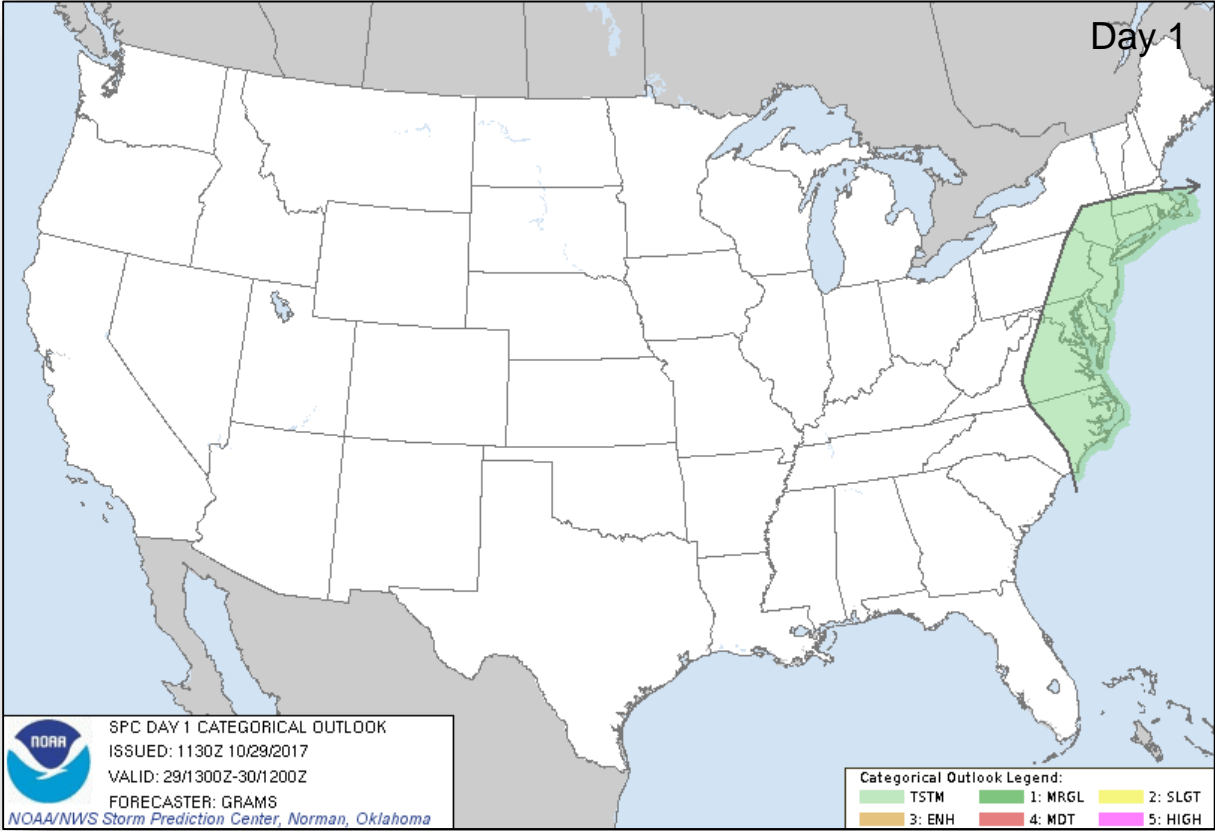 Day 1
NOAA
SPC DAY 1 CATEGORICAL OUTLOOK
ISSUED: 1130Z 10/29/2017
VALID: 29/1300Z-30/1200Z
FORECASTER: GRAMS
NOAA/NWS Storm Prediction Center, Norman, Oklahoma
Categorical Outlook Legend:
TSTM 1: MRGL 2: SLGT
3: ENH 4: MDT 5: HIGH